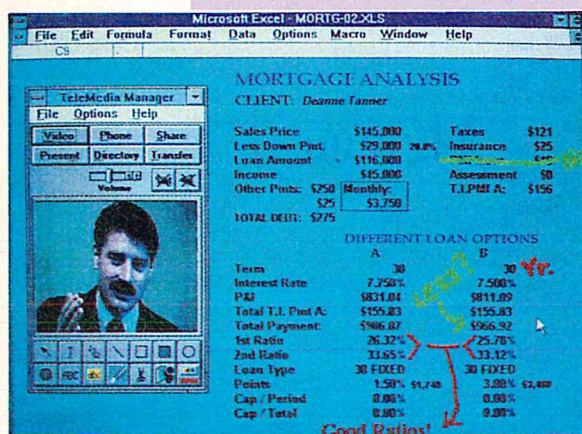 Microsoft Excel - MORTG-02.XLS
File Edit Formula Format Data Options Macro Window Help
C9
MORTGAGE ANALYSIS
CLIENT: Deanne Tanner
TeleMedia Manager
File Options Help
Video Phone Share
Present Directory Transfer
Volume
ABC
Sales Price $145,000 Taxes $121
Less Down Pmt. $29,000 20.0% Insurance $25
Loan Amount $116,000
Income $45,000 Assessment $0
Other Pmts: $250 Monthly: T.I.PMI A: $156
$25 $3,750
TOTAL DEBT: $275
DIFFERENT LOAN OPTIONS
A B
Term 30 30 Yr.
Interest Rate 7.750% 7.500%
P&I $831.04 $811.09
Total T.I. Pmt A: $155.83 $155.83
Total Payment: $986.87 $966.92
LESS?
1st Ratio 26.32% 25.78%
2nd Ratio 33.65% 33.12%
Loan Type 30 FIXED 30 FIXED
Points 1.50% $1,740 3.00% $3,480
Cap / Period 0.00% 0.00%
Cap / Total 0.00% 0.00%
Good Ratios!